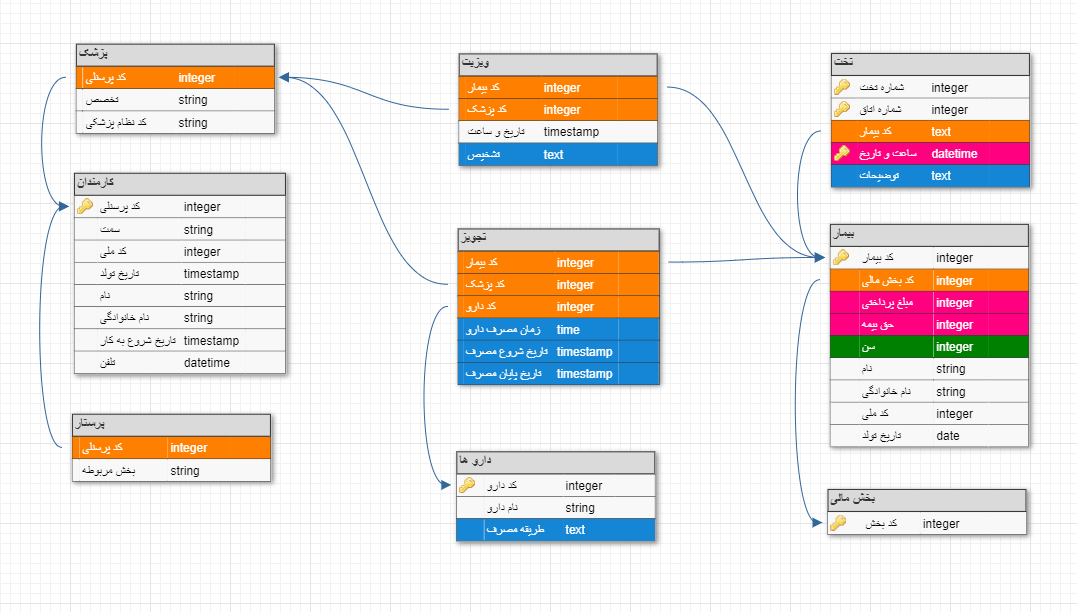 پزشک
کد پرسنلی integer
تخصص string
کد نظام پزشکی string
کارمندان
کد پرسنلی integer
سمت string
کد ملی integer
تاریخ تولد timestamp
نام string
نام خانوادگی string
تاریخ شروع به کار timestamp
تلفن datetime
پرستار
کد پرسنلی integer
بخش مربوطه string
ویزیت
کد بیمار integer
کد پزشک integer
تاریخ و ساعت timestamp
تشخیص text
تجویز
کد بیمار integer
کد پزشک integer
کد دارو integer
زمان مصرف دارو time
تاریخ شروع مصرف timestamp
تاریخ پایان مصرف timestamp
دارو ها
کد دارو integer
نام دارو string
طریقه مصرف text
تخت
شماره تخت integer
شماره اتاق integer
کد بیمار text
ساعت و تاریخ datetime
توضیحات text
بیمار
کد بیمار integer
کد بخش مالی integer
مبلغ پرداختی integer
حق بیمه integer
سن integer
نام string
نام خانوادگی string
کد ملی integer
تاریخ تولد date
بخش مالی
کد بخش integer